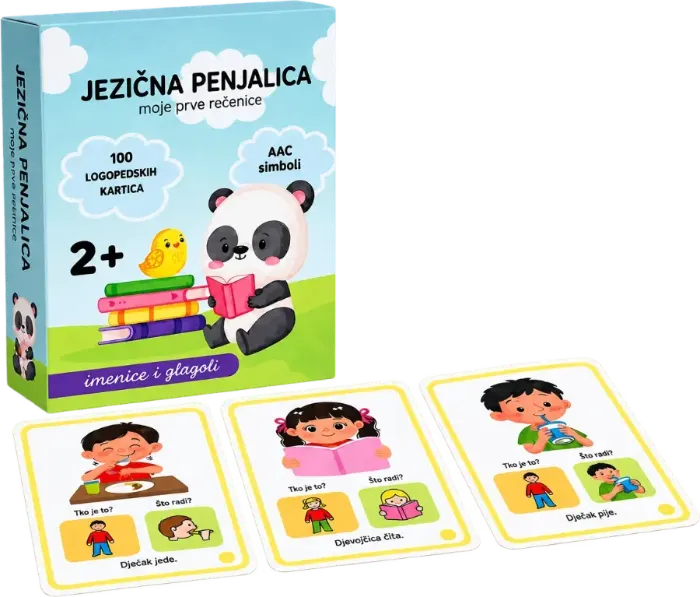 JEZIČNA PENJALICA
moje prve rečenice
JEZIČNA PENJALICA
moje prve rečenice
100
LOGOPEDSKIH
KARTICA
AAC
simboli
2+
imenice i glagoli
Tko je to?
Što radi?
Dječak jede.
Tko je to?
Što radi?
Djevojčica čita.
Tko je to?
Što radi?
Dječak pije.